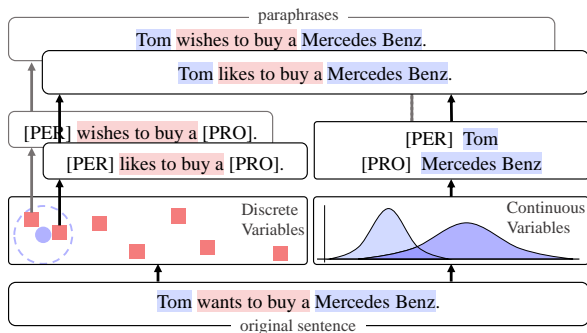 paraphrases
Tom wishes to buy a Mercedes Benz.
Tom likes to buy a Mercedes Benz.
[PER] wishes to buy a [PRO].
[PER] likes to buy a [PRO].
[PER] Tom
[PRO] Mercedes Benz
Discrete
Variables
Continuous
Variables
Tom wants to buy a Mercedes Benz.
original sentence